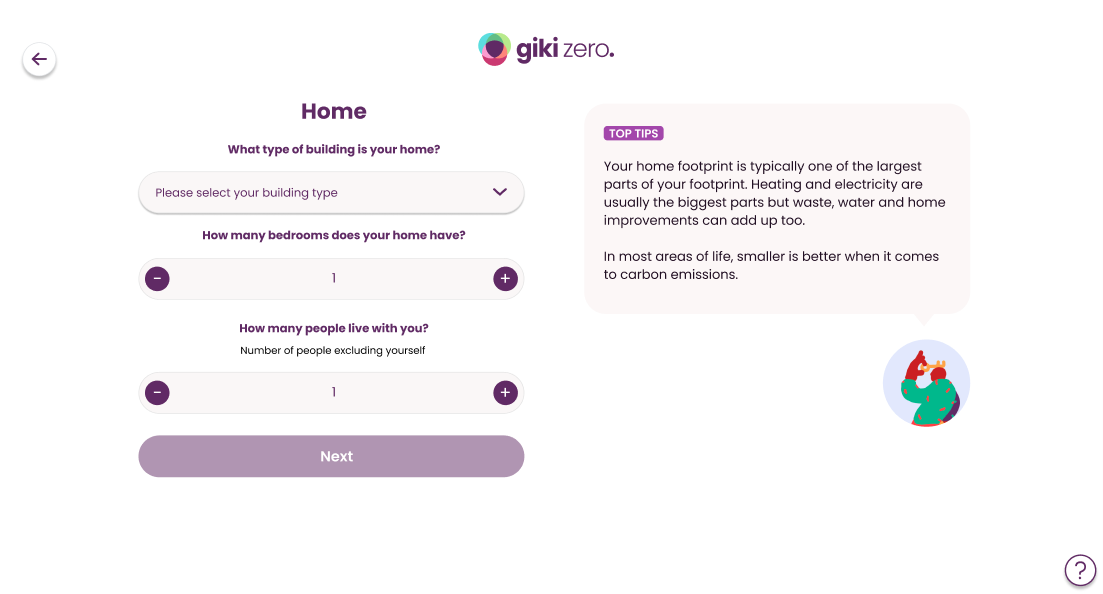 giki zero.
Home
What type of building is your home?
Please select your building type
How many bedrooms does your home have?
- 1 +
How many people live with you?
Number of people excluding yourself
- 1 +
Next
TOP TIPS
Your home footprint is typically one of the largest
parts of your footprint. Heating and electricity are
usually the biggest parts but waste, water and home
improvements can add up too.
In most areas of life, smaller is better when it comes
to carbon emissions.
?